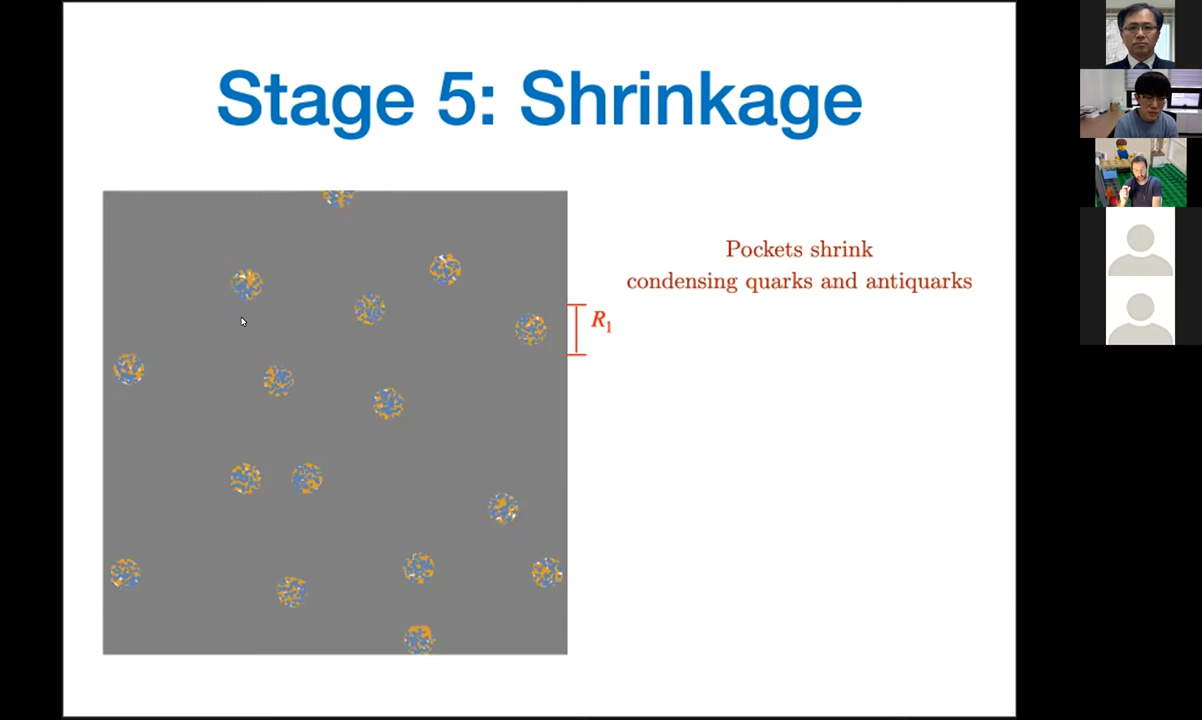 Stage 5: Shrinkage
Pockets shrink
condensing quarks and antiquarks
R₁